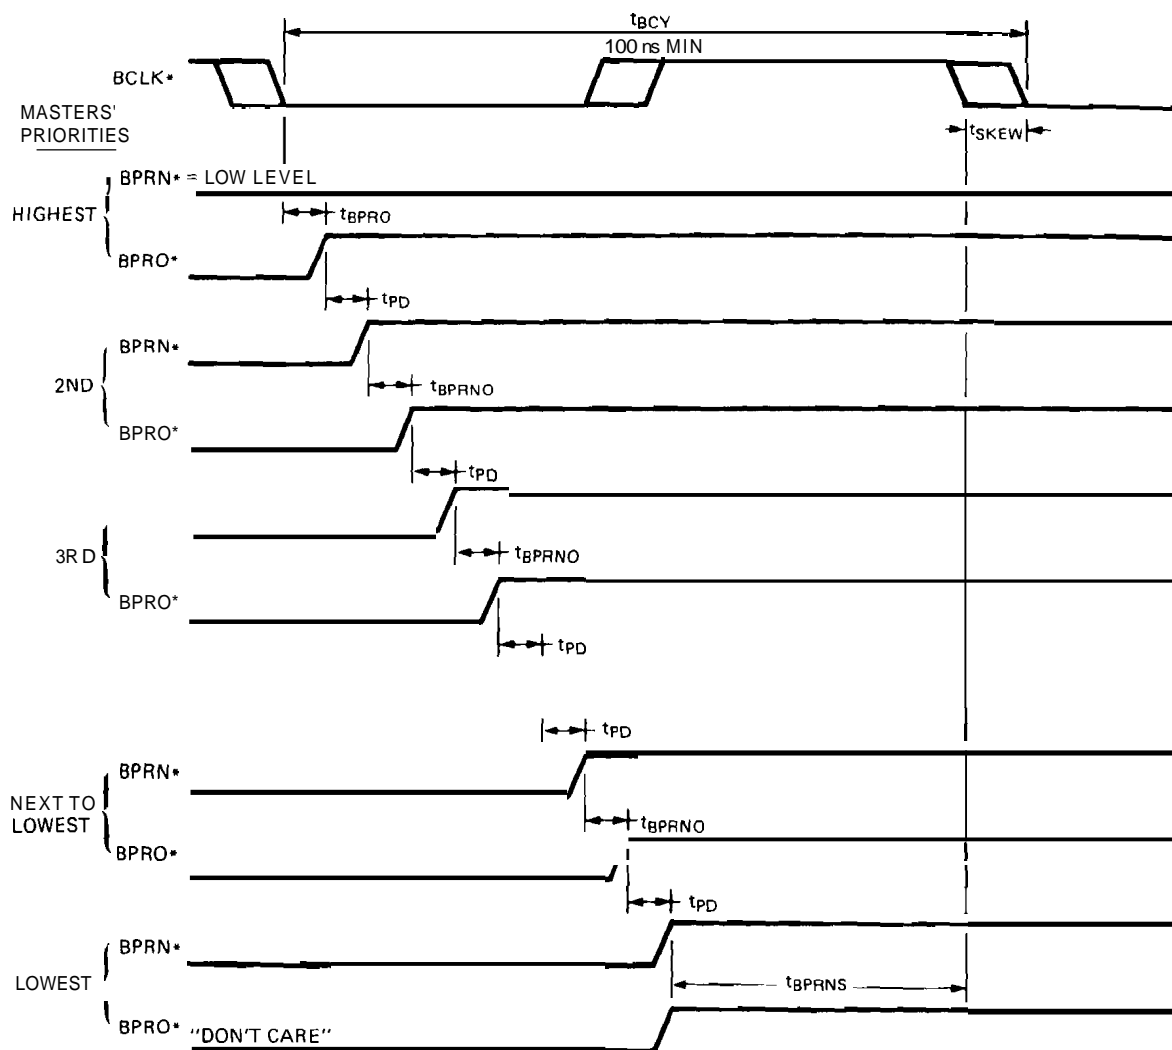 tBCY
100 ns MIN
BCLK*
MASTERS'
PRIORITIES
tSKEW
BPRN* = LOW LEVEL
HIGHEST
tBPRO
BPRO*
tPD
BPRN*
2ND
tBPRNO
BPRO*
tPD
3RD
tBPRNO
BPRO*
tPD
tPD
BPRN*
NEXT TO
LOWEST
tBPRNO
BPRO*
tPD
BPRN*
LOWEST
tBPRNS
BPRO* "DON'T CARE"